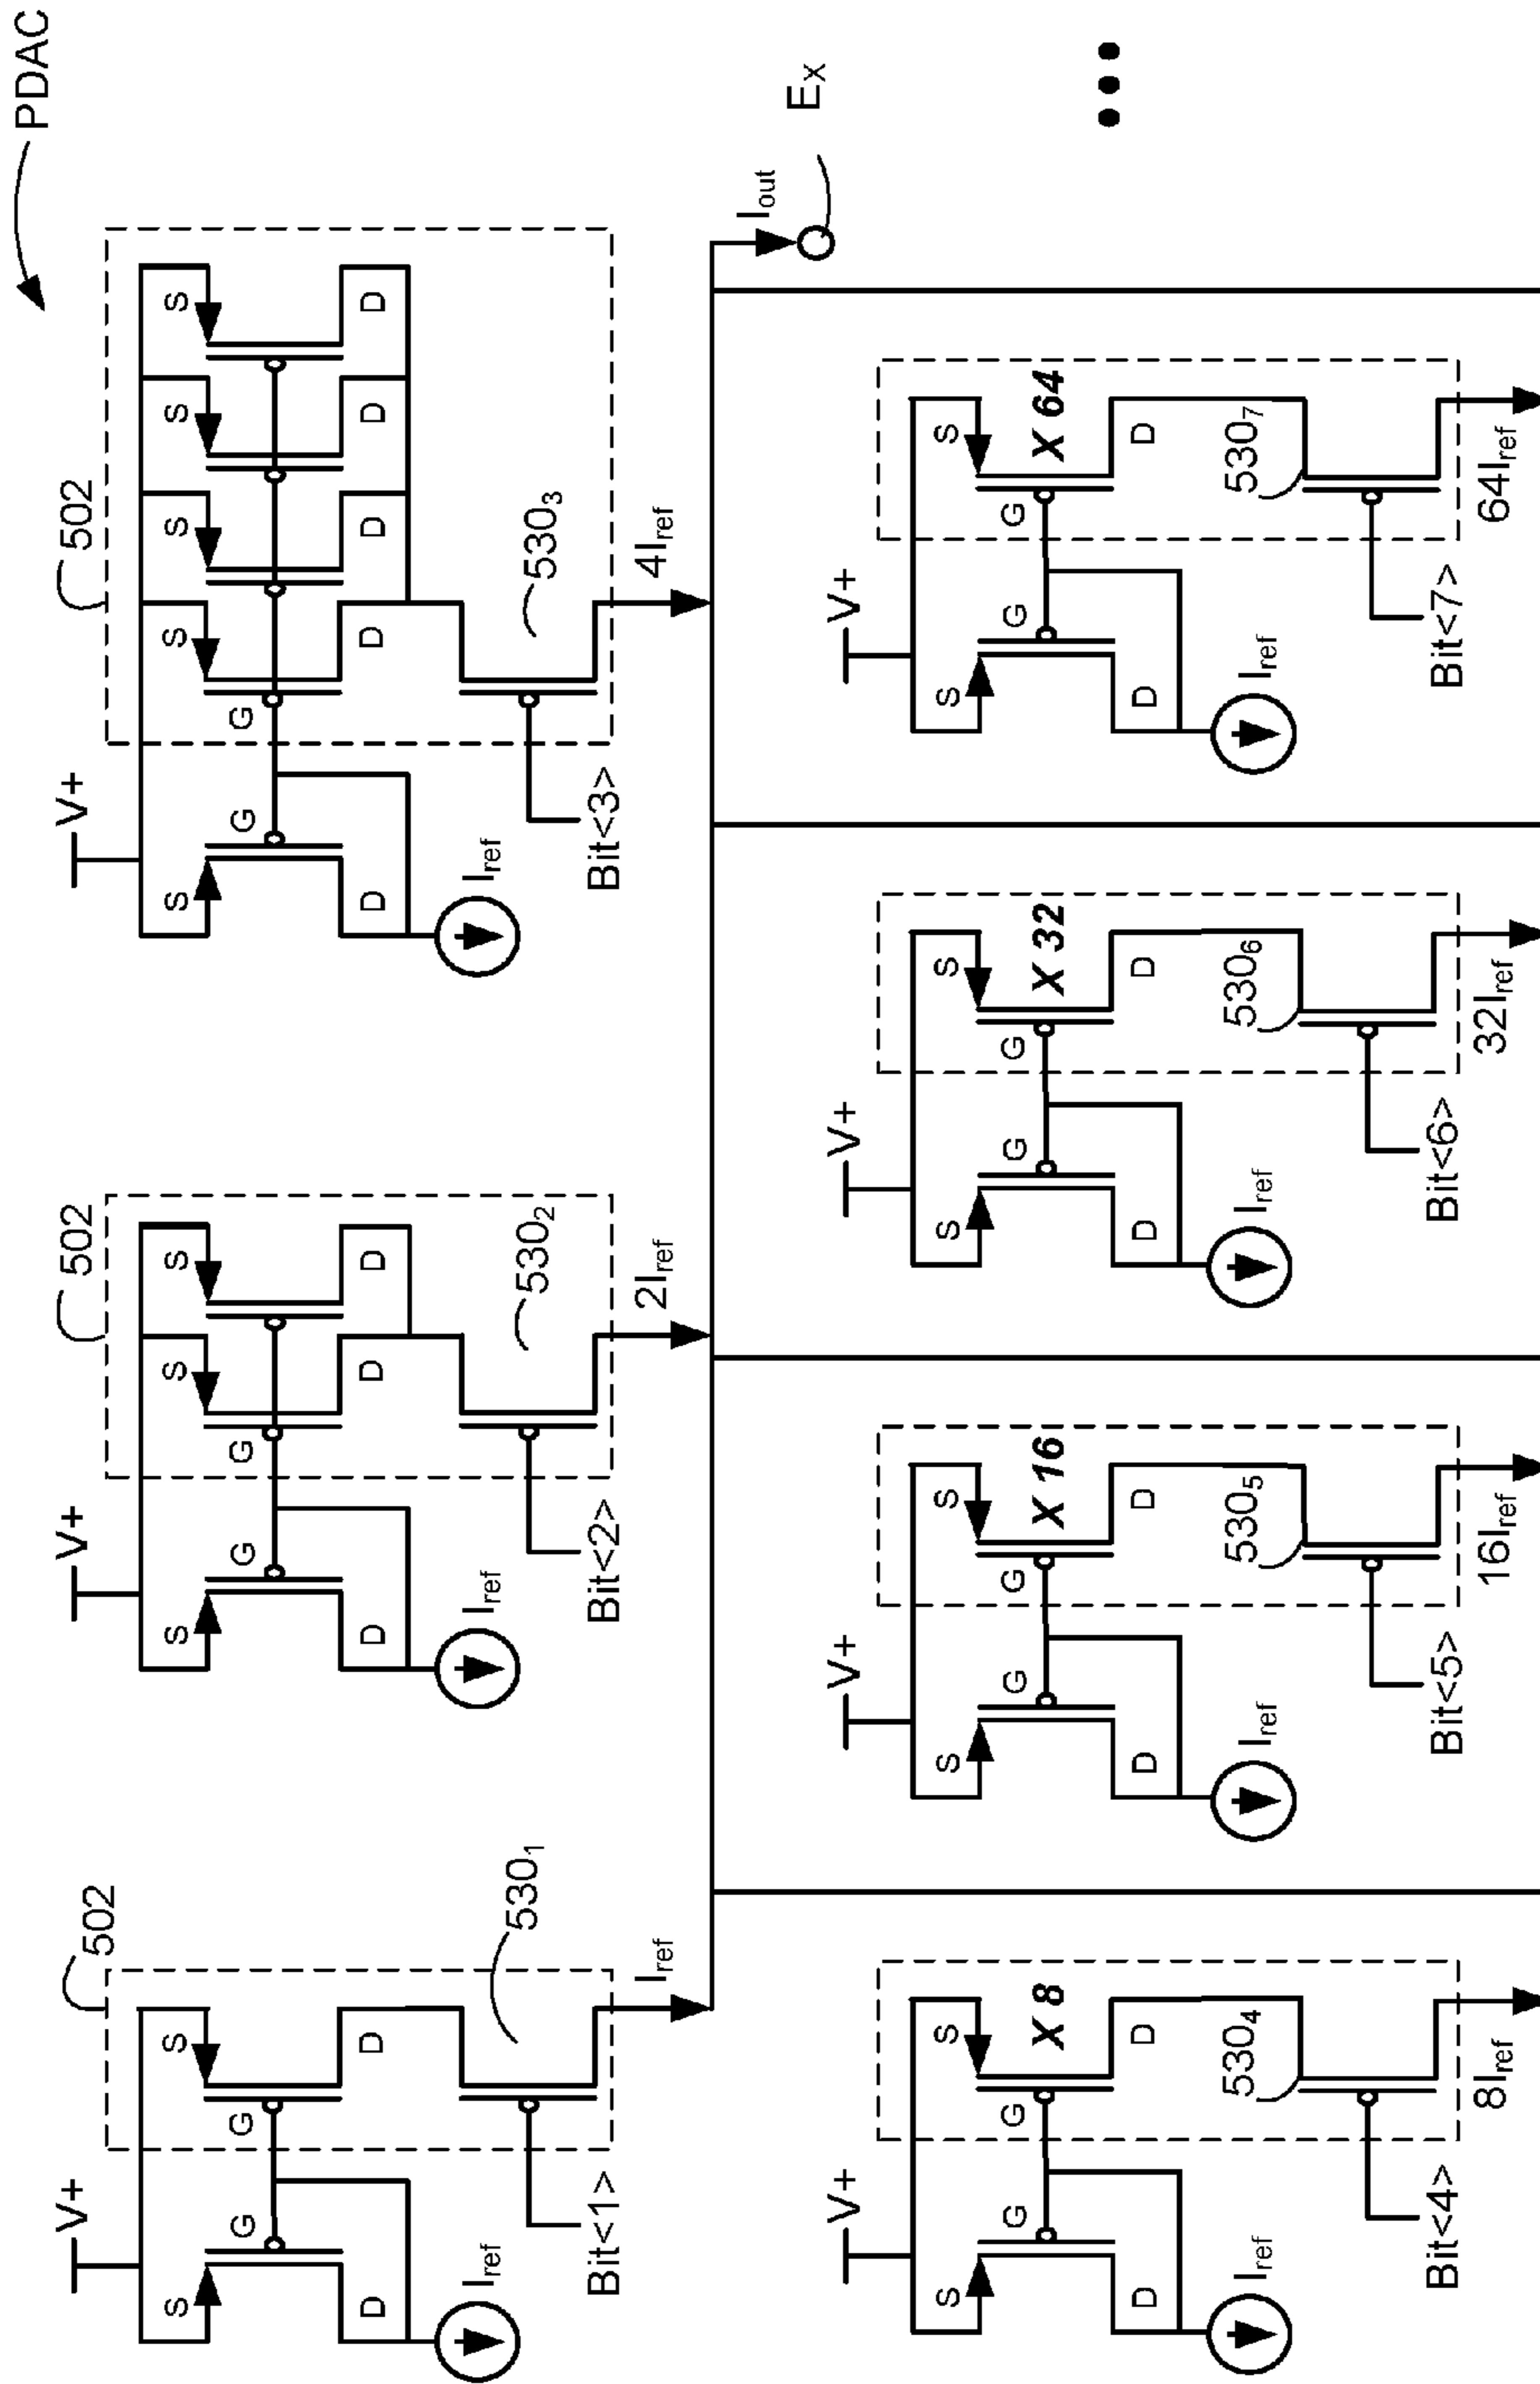 PDAC
502
V+
S
S
G
G
D
D
530₁
I_ref
Bit<1>
I_ref
502
V+
S
S
S
G
G
D
D
D
530₂
I_ref
Bit<2>
2I_ref
502
V+
S
S
S
S
S
G
G
D
D
D
D
D
530₃
I_ref
Bit<3>
4I_ref
I_out
E_X
V+
S
S
X 8
G
G
D
D
530₄
I_ref
Bit<4>
8I_ref
V+
S
S
X 16
G
G
D
D
530₅
I_ref
Bit<5>
16I_ref
V+
S
S
X 32
G
G
D
D
530₆
I_ref
Bit<6>
32I_ref
V+
S
S
X 64
G
G
D
D
530₇
I_ref
Bit<7>
64I_ref